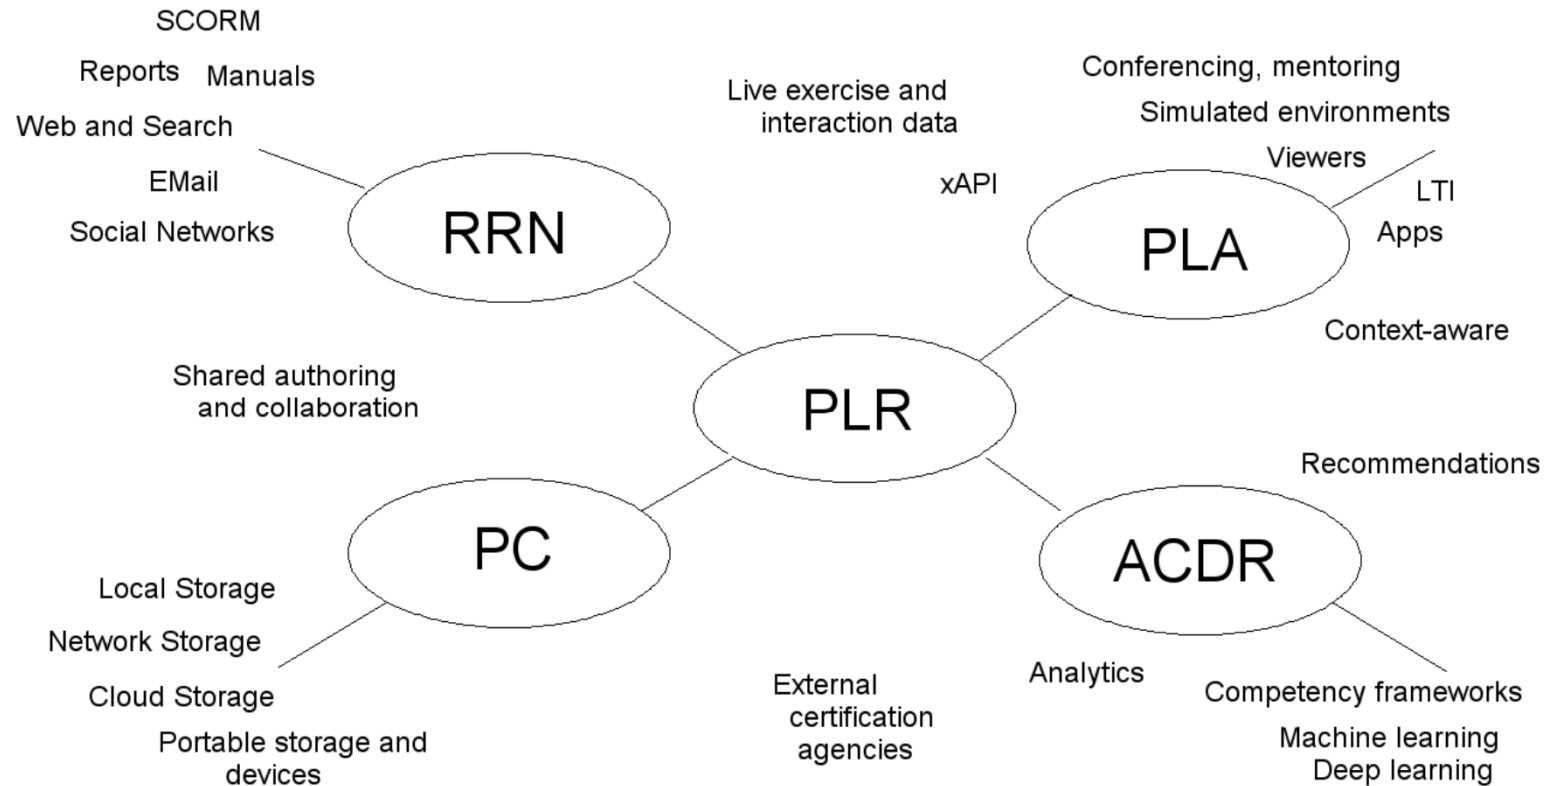 SCORM
Reports
Manuals
Web and Search
EMail
Social Networks
RRN
Live exercise and
interaction data
xAPI
Conferencing, mentoring
Simulated environments
Viewers
LTI
Apps
PLA
Context-aware
Shared authoring
and collaboration
PLR
Recommendations
PC
Local Storage
Network Storage
Cloud Storage
Portable storage and
devices
External
certification
agencies
ACDR
Analytics
Competency frameworks
Machine learning
Deep learning